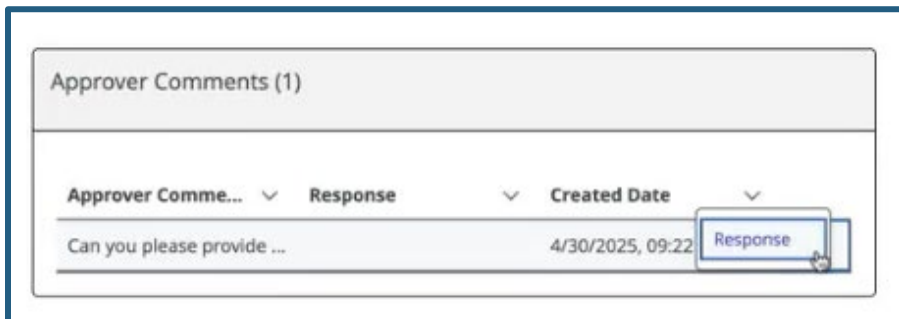 Approver Comments (1)
Approver Comme... Response Created Date
Can you please provide ... 4/30/2025, 09:22 Response